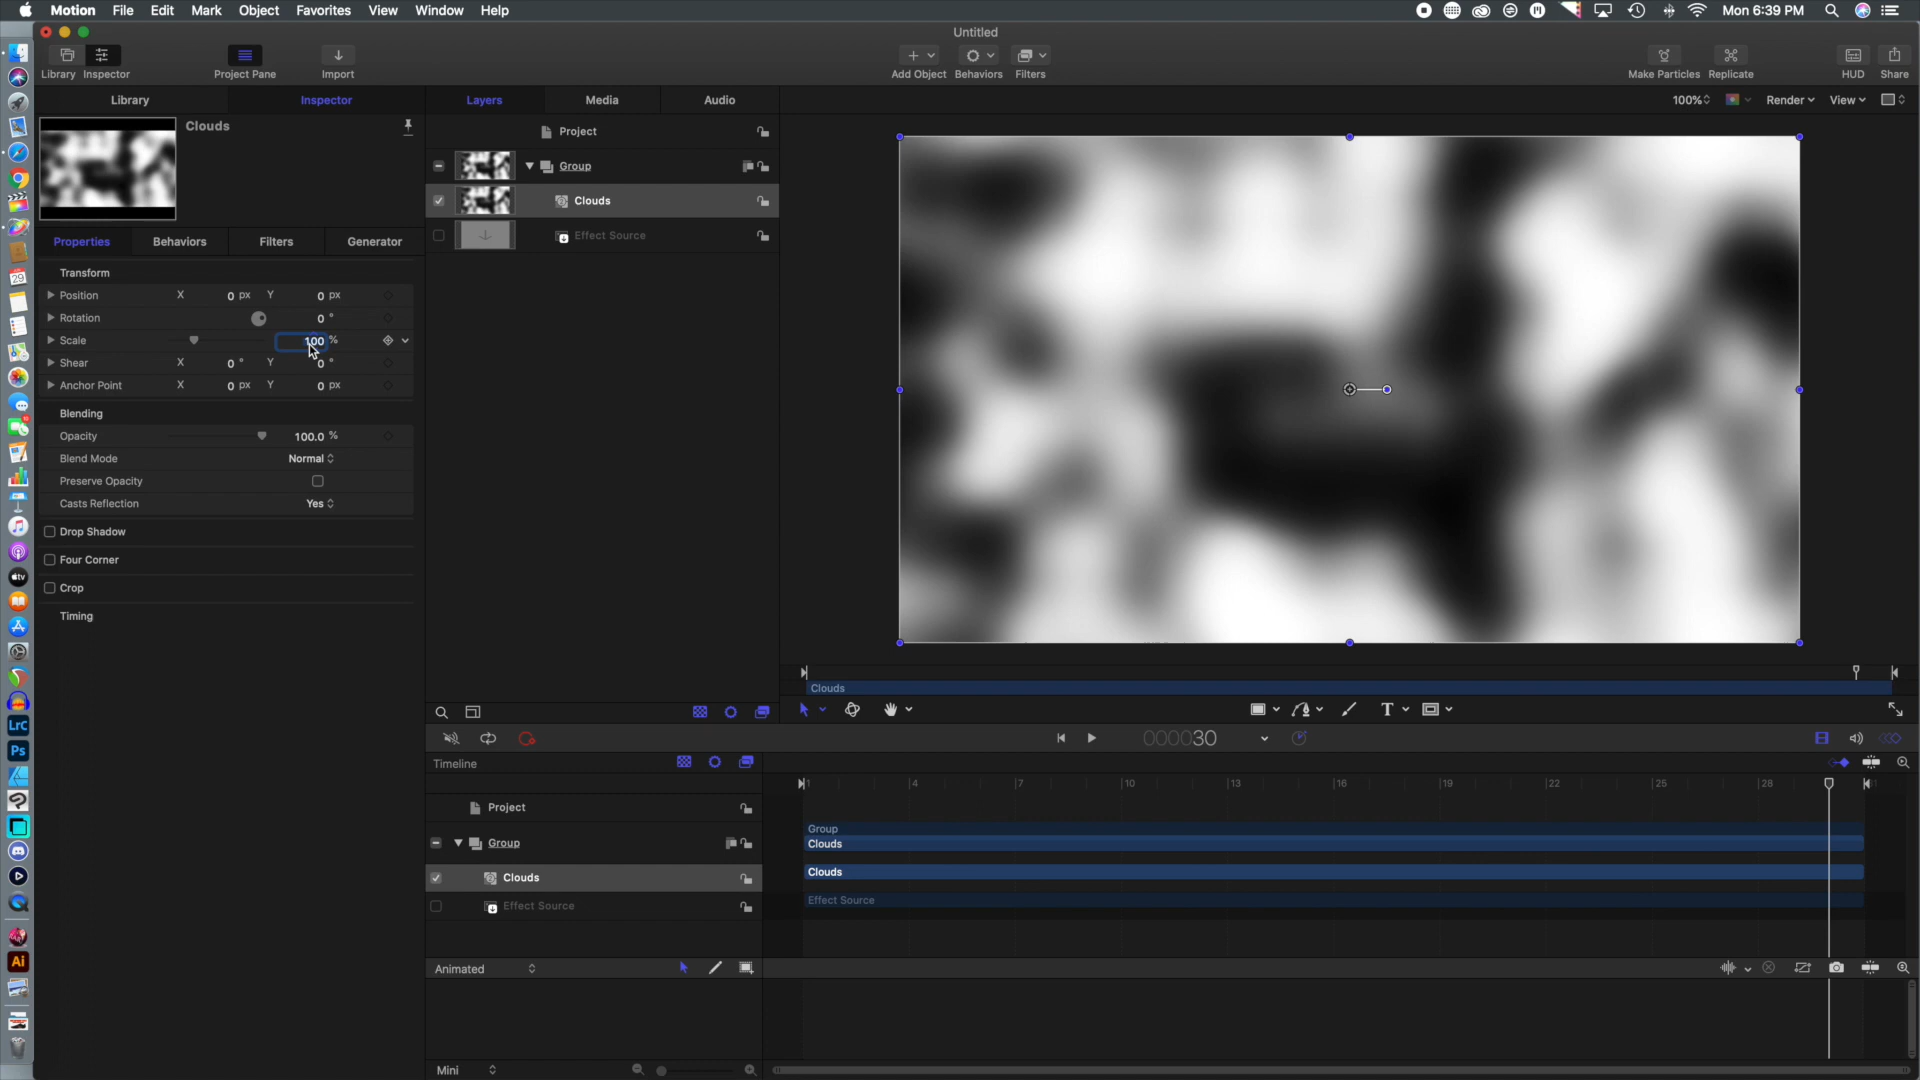 Motion File Edit Mark Object Favorites View Window Help
Mon 6:39 PM
Untitled
Library Inspector Project Pane Import Add Object Behaviors Filters Make Particles Replicate HUD Share
Library Inspector Layers Media Audio 100% Render View
Clouds
Project
Group
Clouds
Effect Source
Properties Behaviors Filters Generator
Transform
Position X 0 px Y 0 px
Rotation 0 °
Scale 100 %
Shear X 0 ° Y 0 °
Anchor Point X 0 px Y 0 px
Blending
Opacity 100.0 %
Blend Mode Normal
Preserve Opacity
Casts Reflection Yes
Drop Shadow
Four Corner
Crop
Timing
Clouds
T
000030
Timeline
1 4 7 10 13 16 19 22 25 28
Project
Group
Clouds
Effect Source
Group
Clouds
Clouds
Effect Source
Animated
Mini
29
tv
LrC
Ps
Ai